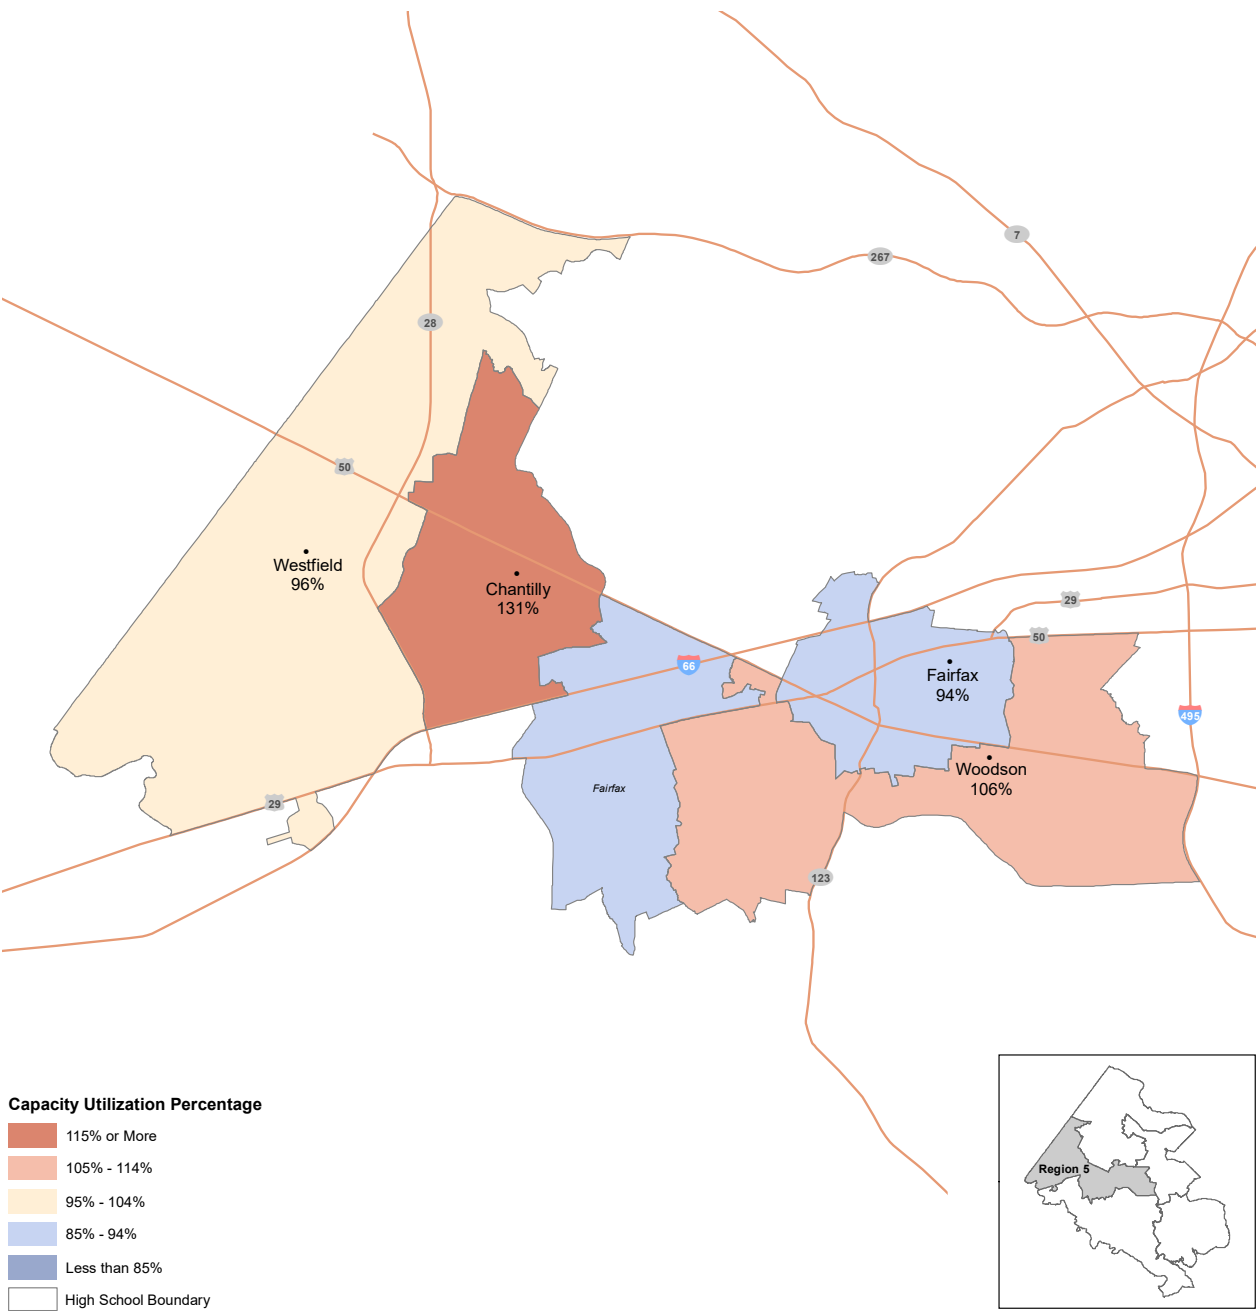 7
267
28
50
Westfield
96%
Chantilly
131%
29
50
66
Fairfax
94%
495
Woodson
106%
Fairfax
29
123
Capacity Utilization Percentage
115% or More
105% - 114%
95% - 104%
85% - 94%
Less than 85%
High School Boundary
Region 5